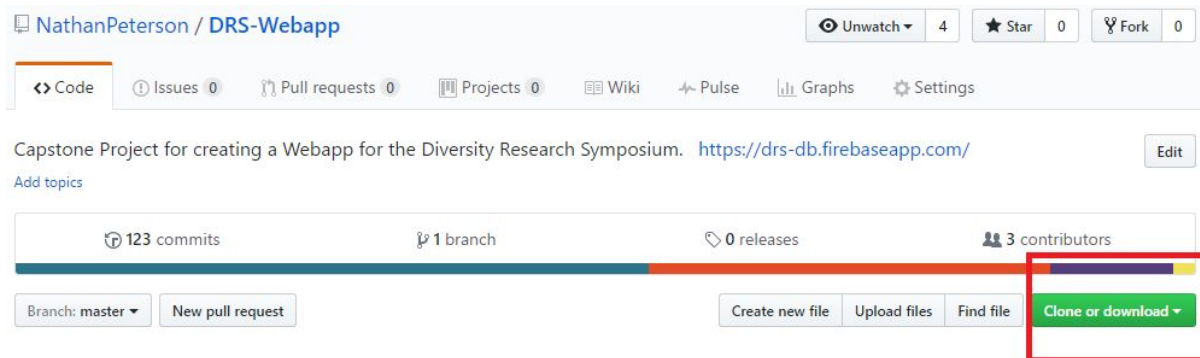 NathanPeterson / DRS-Webapp Unwatch 4 Star 0 Fork 0
Code Issues 0 Pull requests 0 Projects 0 Wiki Pulse Graphs Settings
Capstone Project for creating a Webapp for the Diversity Research Symposium. https://drs-db.firebaseapp.com/ Edit
Add topics
123 commits 1 branch 0 releases 3 contributors
Branch: master New pull request Create new file Upload files Find file Clone or download